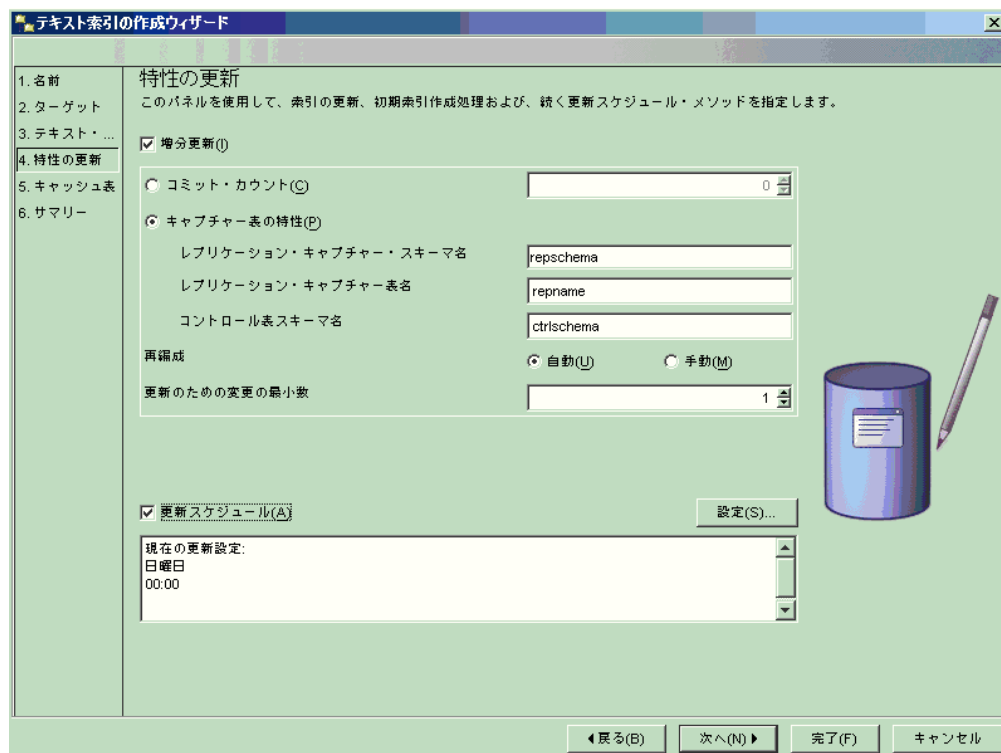 テキスト索引の作成ウィザード
1.名前
2.ターゲット
3.テキスト・...
4.特性の更新
5.キャッシュ表
6.サマリー
特性の更新
このパネルを使用して、索引の更新、初期索引作成処理および、続く更新スケジュール・メソッドを指定します。
増分更新(I)
コミット・カウント(C)
0
キャプチャー表の特性(P)
レプリケーション・キャプチャー・スキーマ名
repschema
レプリケーション・キャプチャー表名
repname
コントロール表スキーマ名
ctrlschema
再編成
自動(U)
手動(M)
更新のための変更の最小数
1
更新スケジュール(A)
設定(S)...
現在の更新設定:
日曜日
00:00
戻る(B)
次へ(N)
完了(F)
キャンセル